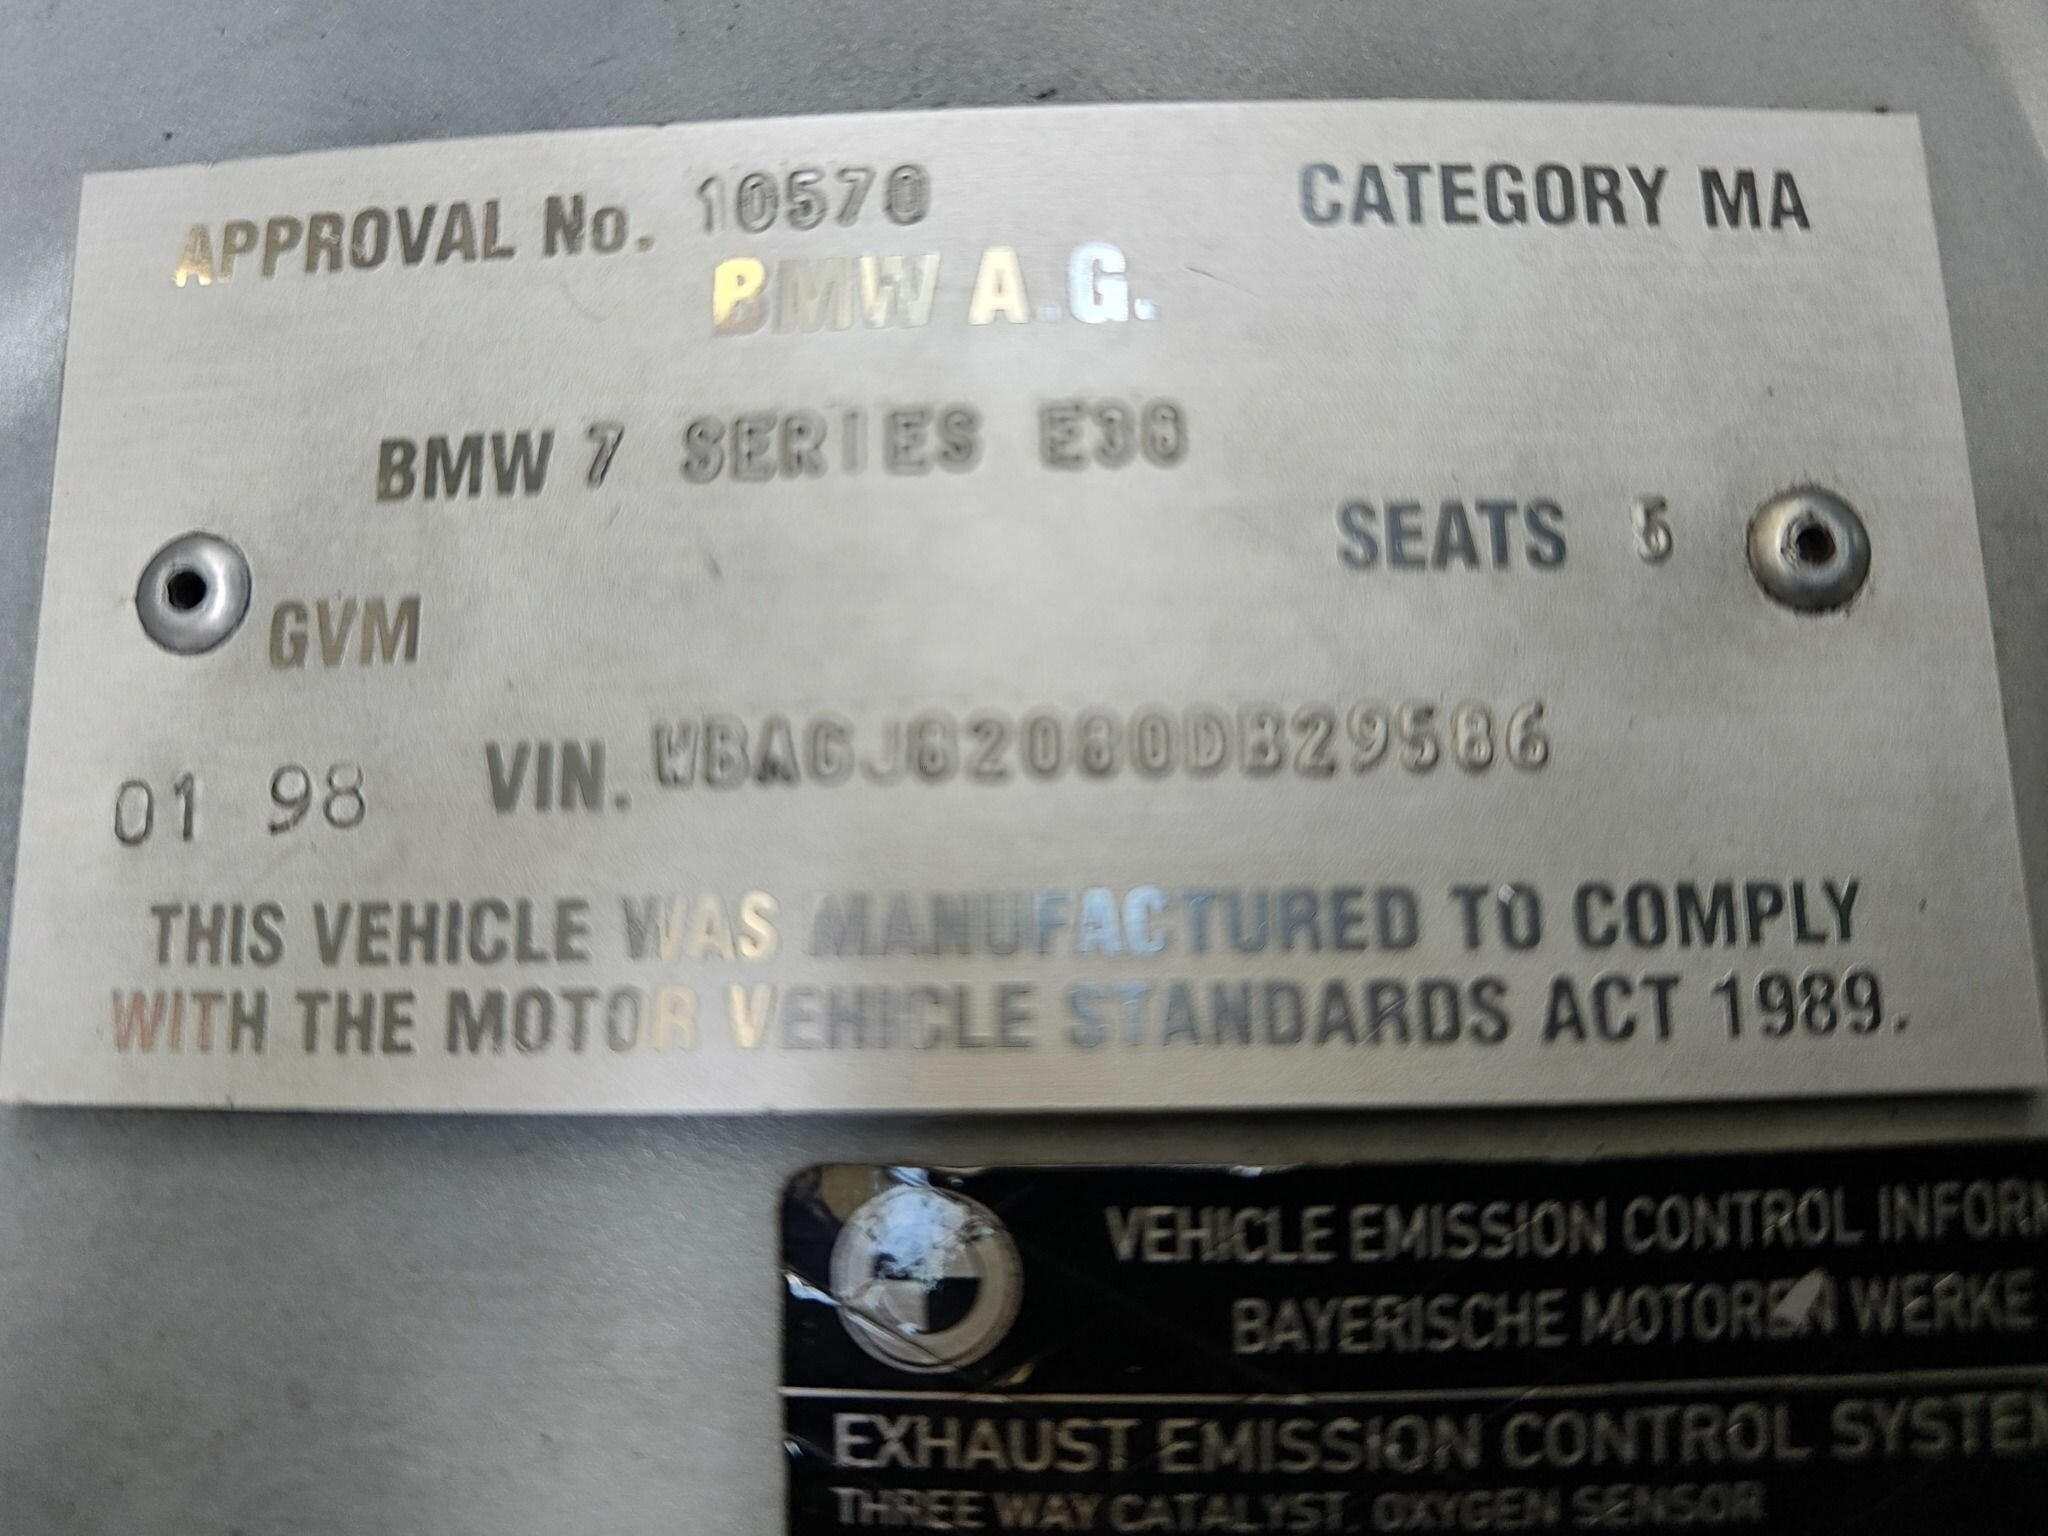 APPROVAL No. 10570 CATEGORY MA
BMW A.G.
BMW 7 SERIES E38
SEATS 5
GVM
01 98 VIN. WBAGJ82080DB29586
THIS VEHICLE WAS MANUFACTURED TO COMPLY
WITH THE MOTOR VEHICLE STANDARDS ACT 1989.
VEHICLE EMISSION CONTROL INFOR
BAYERISCHE MOTOREN WERKE
EXHAUST EMISSION CONTROL SYSTE
THREE WAY CATALYST, OXYGEN SENSOR